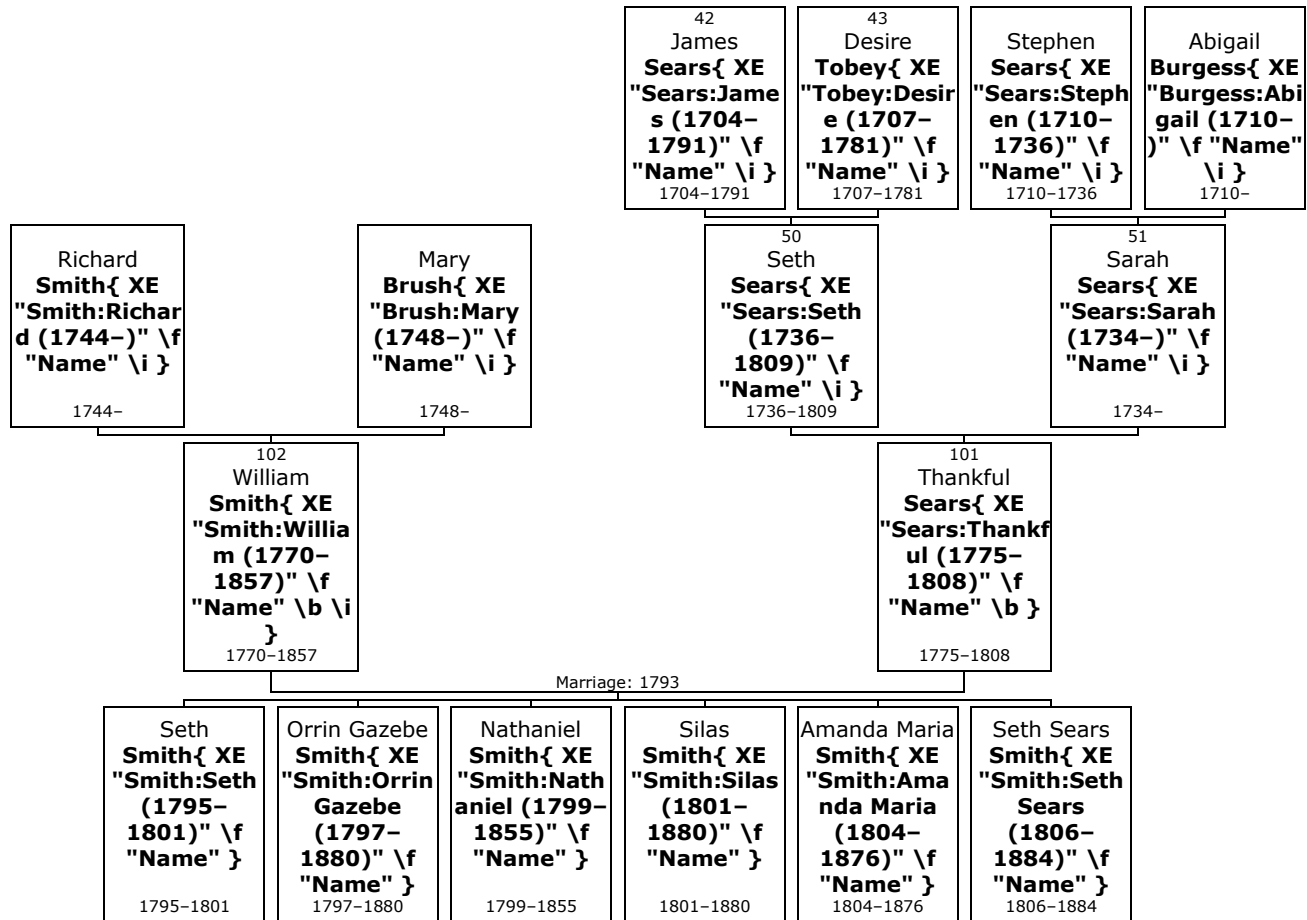 42
James
Sears{ XE
"Sears:Jame
s (1704–
1791)" \f
"Name" \i }
1704–1791
43
Desire
Tobey{ XE
"Tobey:Desir
e (1707–
1781)" \f
"Name" \i }
1707–1781
Stephen
Sears{ XE
"Sears:Steph
en (1710–
1736)" \f
"Name" \i }
1710–1736
Abigail
Burgess{ XE
"Burgess:Abi
gail (1710–
)" \f "Name"
\i }
1710–
Richard
Smith{ XE
"Smith:Richar
d (1744–)" \f
"Name" \i }
1744–
Mary
Brush{ XE
"Brush:Mary
(1748–)" \f
"Name" \i }
1748–
50
Seth
Sears{ XE
"Sears:Seth
(1736–
1809)" \f
"Name" \i }
1736–1809
51
Sarah
Sears{ XE
"Sears:Sarah
(1734–)" \f
"Name" \i }
1734–
102
William
Smith{ XE
"Smith:Willia
m (1770–
1857)" \f
"Name" \b \i
}
1770–1857
101
Thankful
Sears{ XE
"Sears:Thankf
ul (1775–
1808)" \f
"Name" \b }
1775–1808
Marriage: 1793
Seth
Smith{ XE
"Smith:Seth
(1795–
1801)" \f
"Name" }
1795–1801
Orrin Gazebe
Smith{ XE
"Smith:Orrin
Gazebe
(1797–
1880)" \f
"Name" }
1797–1880
Nathaniel
Smith{ XE
"Smith:Nath
aniel (1799–
1855)" \f
"Name" }
1799–1855
Silas
Smith{ XE
"Smith:Silas
(1801–
1880)" \f
"Name" }
1801–1880
Amanda Maria
Smith{ XE
"Smith:Ama
nda Maria
(1804–
1876)" \f
"Name" }
1804–1876
Seth Sears
Smith{ XE
"Smith:Seth
Sears
(1806–
1884)" \f
"Name" }
1806–1884